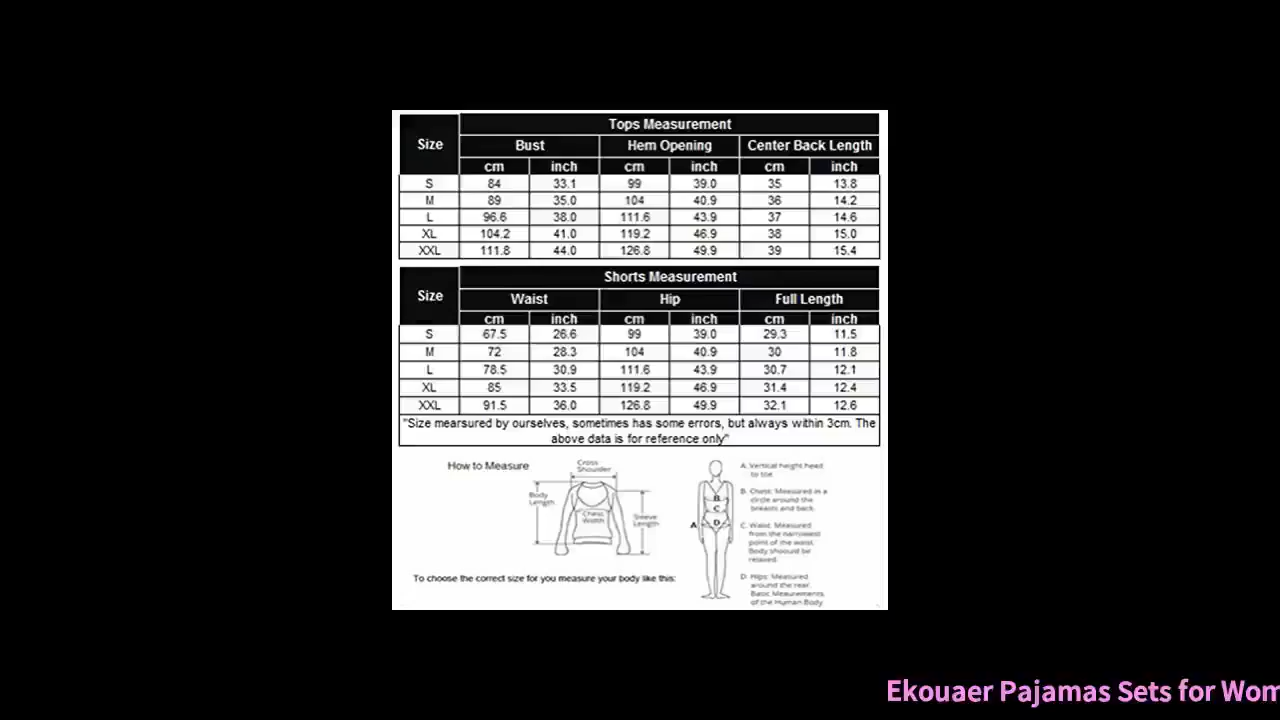 Tops Measurement
Size Bust Hem Opening Center Back Length
cm inch cm inch cm inch
S 84 33.1 99 39.0 35 13.8
M 89 35.0 104 40.9 36 14.2
L 96.6 38.0 111.6 43.9 37 14.6
XL 104.2 41.0 119.2 46.9 38 15.0
XXL 111.8 44.0 126.8 49.9 39 15.4
Shorts Measurement
Size Waist Hip Full Length
cm inch cm inch cm inch
S 67.5 26.6 99 39.0 29.3 11.5
M 72 28.3 104 40.9 30 11.8
L 78.5 30.9 111.6 43.9 30.7 12.1
XL 85 33.5 119.2 46.9 31.4 12.4
XXL 91.5 36.0 126.8 49.9 32.1 12.6
"Size mearsured by ourselves, sometimes has some errors, but always within 3cm. The
above data is for reference only"
How to Measure
Cross
Shoulder
Body
Length
Chest
Width
Sleeve
Length
To choose the correct size for you measure your body like this:
A
B
C
D
A. Vertical height head
to toe
B. Chest: Measured in a
circle around the
breasts and back.
C. Waist: Measured
from the narrowest
point of the waist.
Body shoould be
relaxed.
D. Hips: Measured
around the rear.
Basic Measurements
of the Human Body
Ekouaer Pajamas Sets for Wom